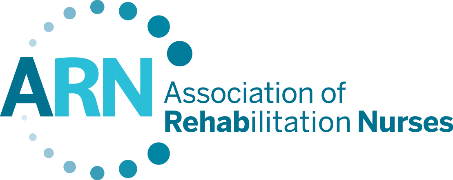 ARN
Association of
Rehabilitation Nurses